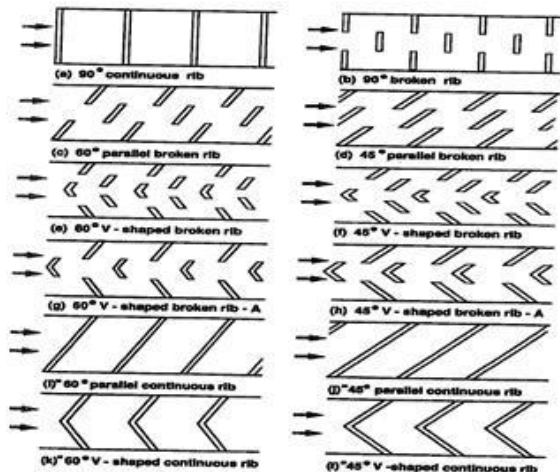 (a) 90° continuous rib
(b) 90° broken rib
(c) 60° parallel broken rib
(d) 45° parallel broken rib
(e) 60° V - shaped broken rib
(f) 45° V - shaped broken rib
(g) 60° V - shaped broken rib - A
(h) 45° V - shaped broken rib - A
(i) 60° parallel continuous rib
(j) 45° parallel continuous rib
(k) 60° V - shaped continuous rib
(l) 45° V -shaped continuous rib